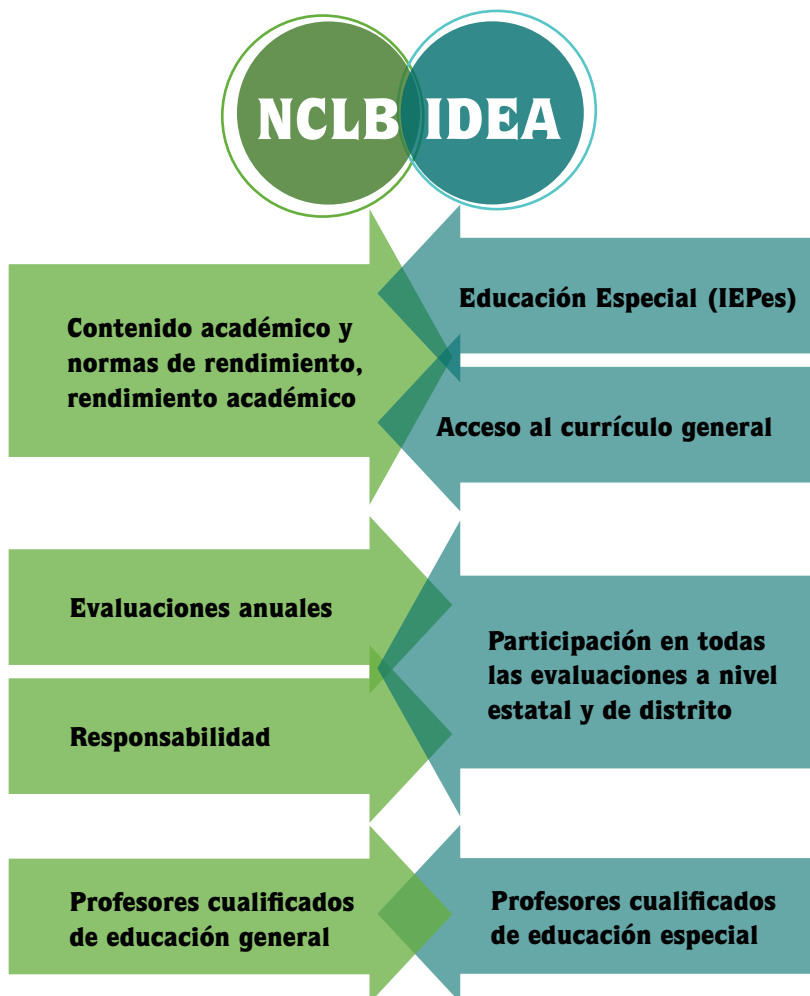 NCLB IDEA
Contenido académico y
normas de rendimiento,
rendimiento académico
Educación Especial (IEPes)
Acceso al currículo general
Evaluaciones anuales
Responsabilidad
Participación en todas
las evaluaciones a nivel
estatal y de distrito
Profesores cualificados
de educación general
Profesores cualificados
de educación especial